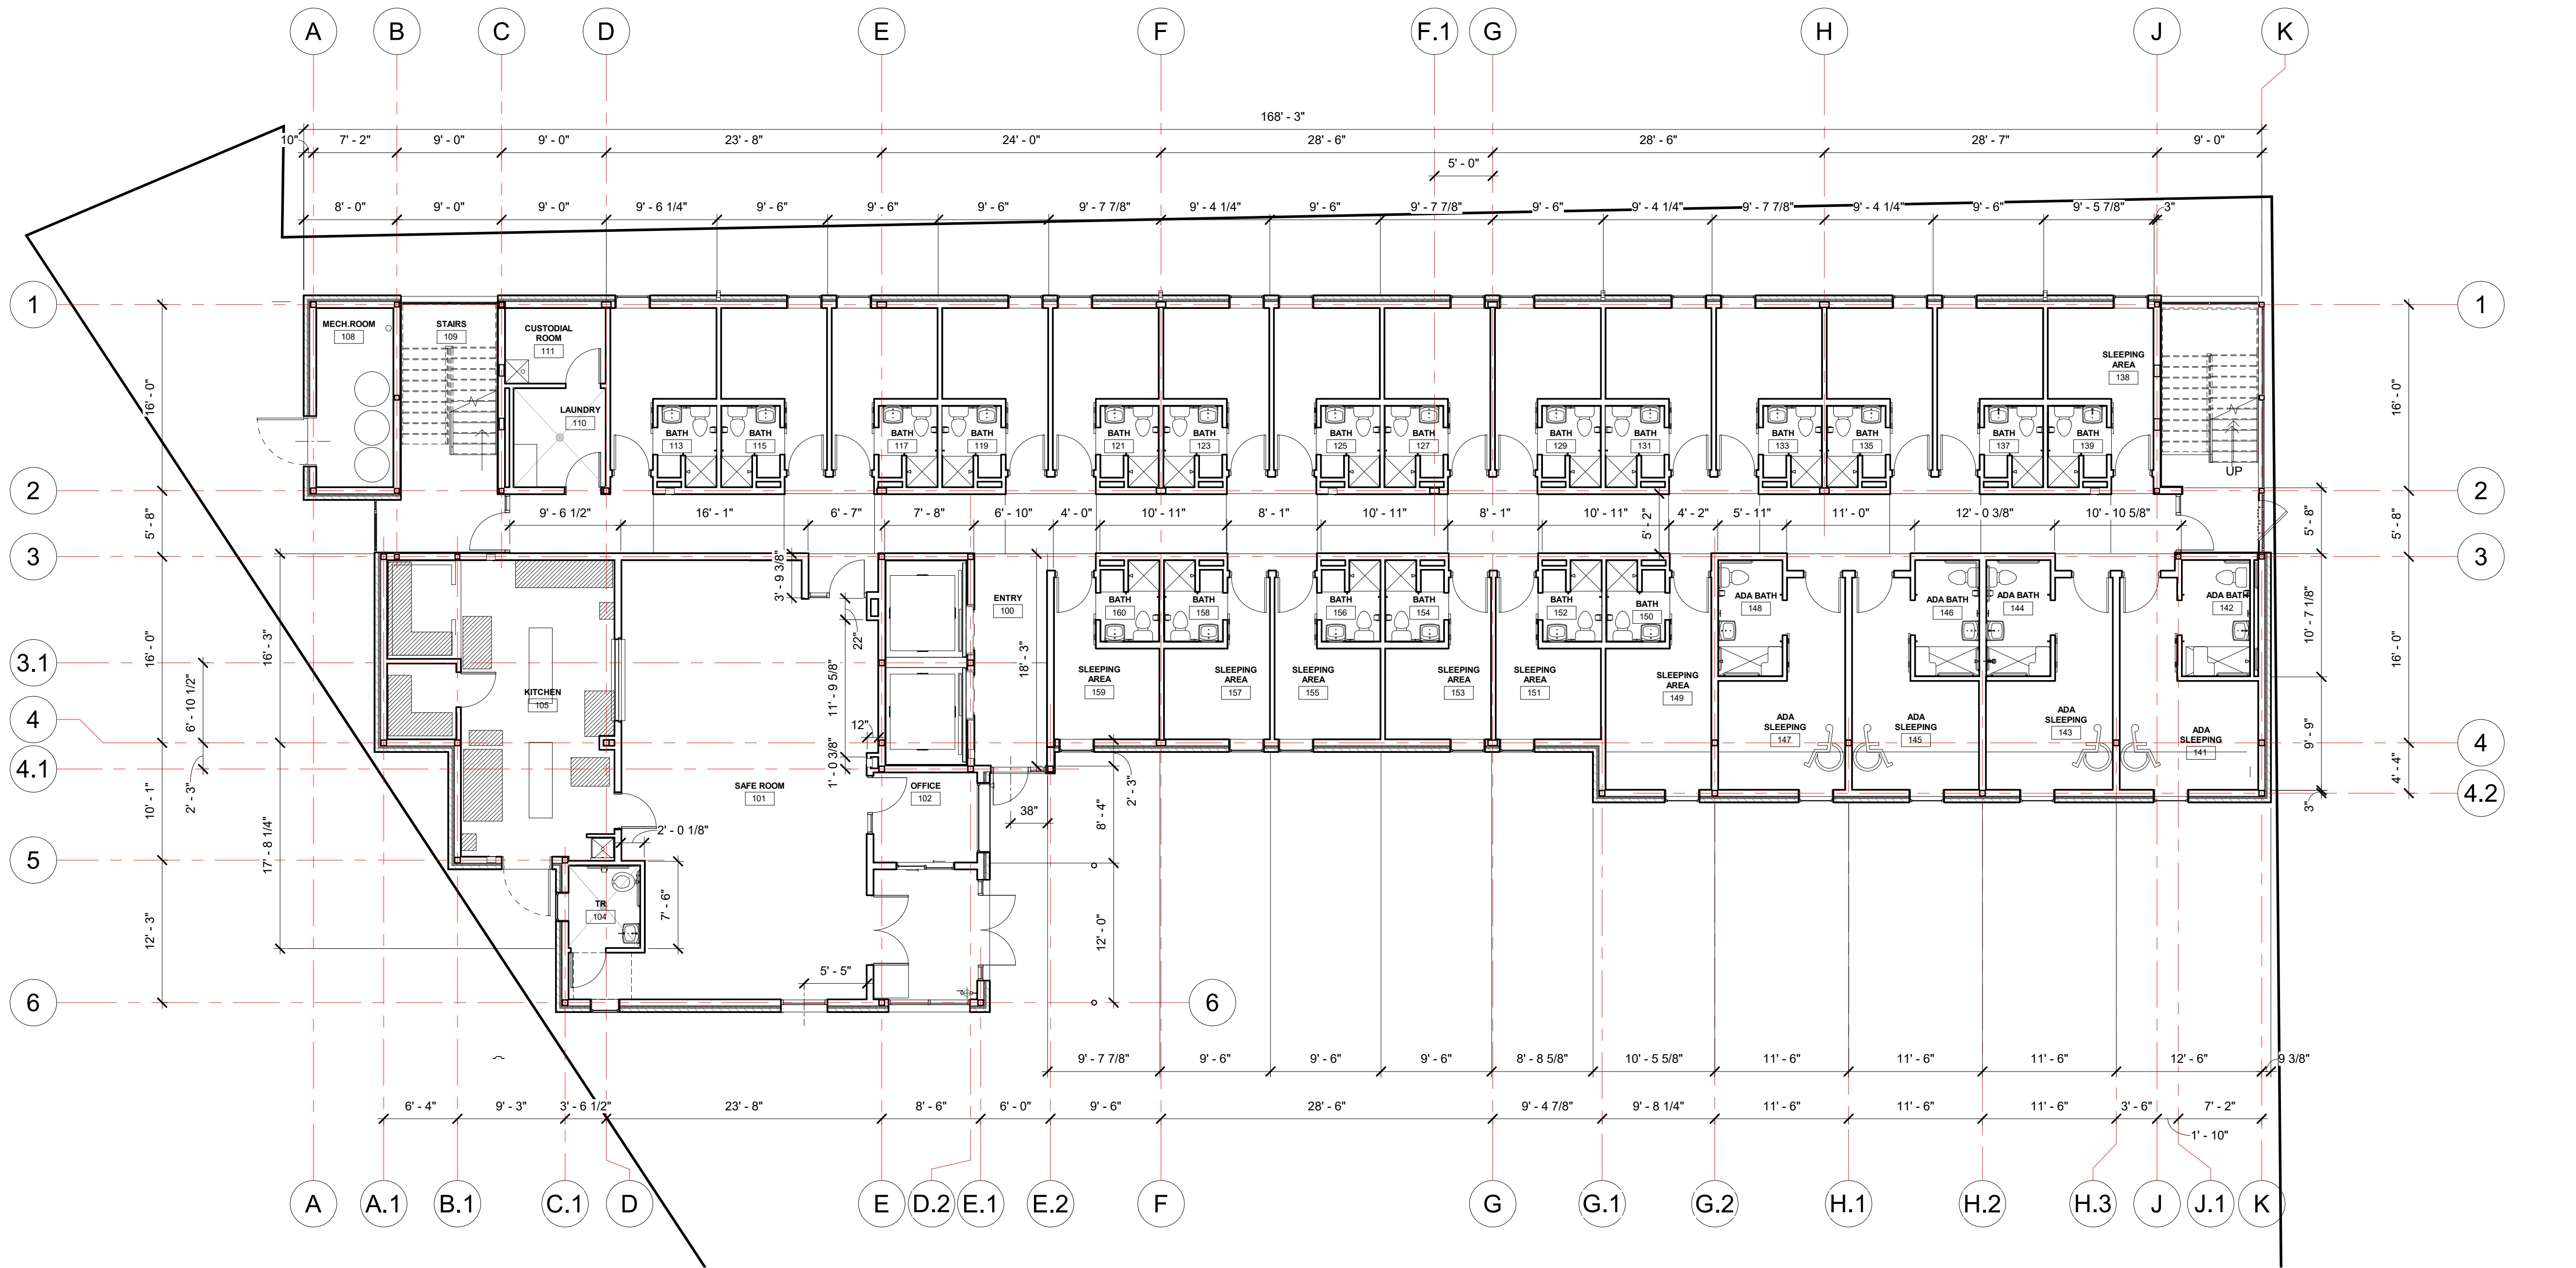 A B C D E F F.1 G H J K
168' - 3"
10" 7' - 2" 9' - 0" 9' - 0" 23' - 8" 24' - 0" 28' - 6" 28' - 6" 28' - 7" 9' - 0"
5' - 0"
8' - 0" 9' - 0" 9' - 0" 9' - 6 1/4" 9' - 6" 9' - 6" 9' - 6" 9' - 7 7/8" 9' - 4 1/4" 9' - 6" 9' - 7 7/8" 9' - 6" 9' - 4 1/4" 9' - 7 7/8" 9' - 4 1/4" 9' - 6" 9' - 5 7/8" 3"
1 1
MECH.ROOM
108
STAIRS
109
CUSTODIAL
ROOM
111
LAUNDRY
110
SLEEPING
AREA
138
16' - 0" 16' - 0"
BATH BATH BATH BATH BATH BATH BATH BATH BATH BATH BATH BATH BATH BATH
113 115 117 119 121 123 125 127 129 131 133 135 137 139
UP
2 2
5' - 8" 9' - 6 1/2" 16' - 1" 6' - 7" 7' - 8" 6' - 10" 4' - 0" 10' - 11" 8' - 1" 10' - 11" 8' - 1" 10' - 11" 5' - 2" 4' - 2" 5' - 11" 11' - 0" 12' - 0 3/8" 10' - 10 5/8" 5' - 8" 5' - 8"
3 3
3' - 9 3/8"
ENTRY
100
BATH BATH BATH BATH BATH BATH
160 158 156 154 152 150
ADA BATH ADA BATH ADA BATH ADA BATH
148 146 144 142
16' - 0" 16' - 3" 22" 18' - 3" 10' - 7 1/8" 16' - 0"
3.1
6' - 10 1/2"
11' - 9 5/8"
KITCHEN
105
SLEEPING
AREA
159
SLEEPING
AREA
157
SLEEPING
AREA
155
SLEEPING
AREA
153
SLEEPING
AREA
151
SLEEPING
AREA
149
ADA
SLEEPING
147
ADA
SLEEPING
145
ADA
SLEEPING
143
ADA
SLEEPING
141
12"
4 4
9' - 9"
4.1
1' - 0 3/8"
2' - 3" 2' - 3"
4' - 4"
3"
4.2
SAFE ROOM
101
OFFICE
102
10' - 1"
17' - 8 1/4"
2' - 0 1/8"
38"
8' - 4"
5
TR
104
7' - 6"
12' - 3"
12' - 0"
5' - 5"
6 6
9' - 7 7/8" 9' - 6" 9' - 6" 9' - 6" 8' - 8 5/8" 10' - 5 5/8" 11' - 6" 11' - 6" 11' - 6" 12' - 6" 9 3/8"
6' - 4" 9' - 3" 3' - 6 1/2" 23' - 8" 8' - 6" 6' - 0" 9' - 6" 28' - 6" 9' - 4 7/8" 9' - 8 1/4" 11' - 6" 11' - 6" 11' - 6" 3' - 6" 7' - 2"
1' - 10"
A A.1 B.1 C.1 D E D.2 E.1 E.2 F G G.1 G.2 H.1 H.2 H.3 J J.1 K